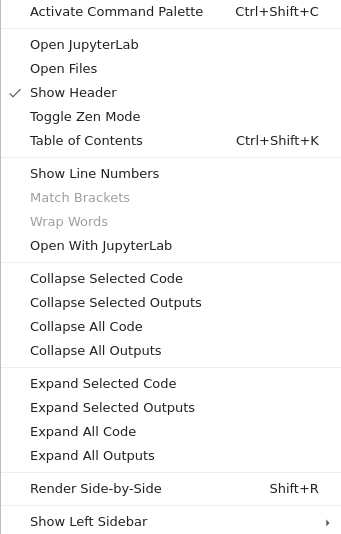 Activate Command Palette Ctrl+Shift+C
Open JupyterLab
Open Files
Show Header
Toggle Zen Mode
Table of Contents Ctrl+Shift+K
Show Line Numbers
Match Brackets
Wrap Words
Open With JupyterLab
Collapse Selected Code
Collapse Selected Outputs
Collapse All Code
Collapse All Outputs
Expand Selected Code
Expand Selected Outputs
Expand All Code
Expand All Outputs
Render Side-by-Side Shift+R
Show Left Sidebar